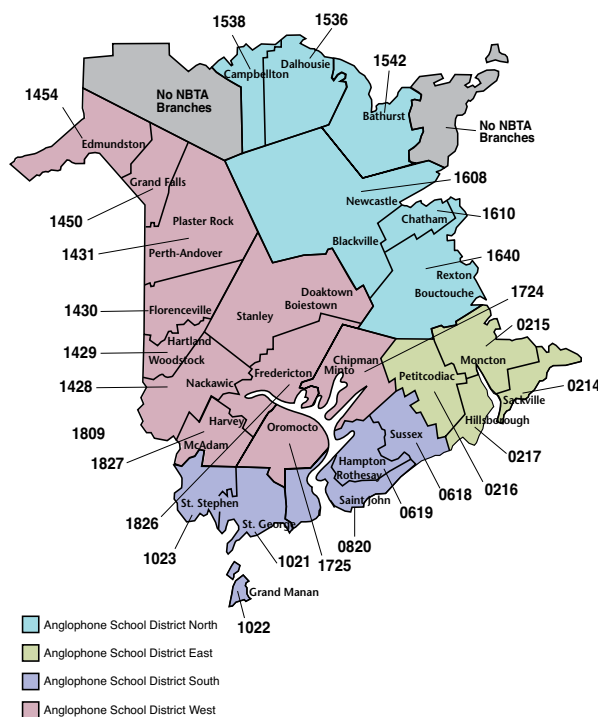 1538
1536
Dalhousie
Campbellton
1542
1454
No NBTA
Branches
Bathurst
No NBTA
Branches
Edmundston
Grand Falls
1608
1450
Newcastle
1610
Plaster Rock
Chatham
1431
Blackville
1640
Perth-Andover
Rexton
Doaktown
Bouctouche
1724
1430
Florenceville
Boiestown
Stanley
0215
Hartland
1429
Woodstock
Chipman
Moncton
Fredericton
Minto
Petitcodiac
1428
Nackawic
0214
Sackville
Harvey
Hillsborough
1809
Oromocto
Sussex
McAdam
0217
1827
Hampton
Rothesay
0618
0216
St. Stephen
Saint John
0619
1826
St. George
0820
1023
1021
1725
Grand Manan
1022
Anglophone School District North
Anglophone School District East
Anglophone School District South
Anglophone School District West